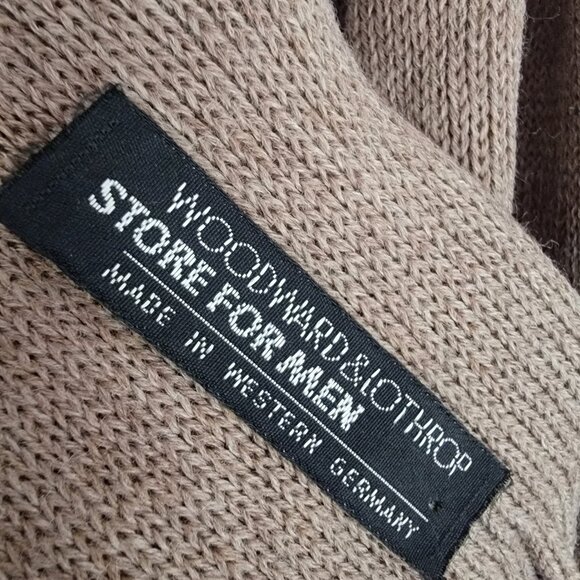 WOODWARD&LOTHROP
STORE FOR MEN
MADE IN WESTERN GERMANY